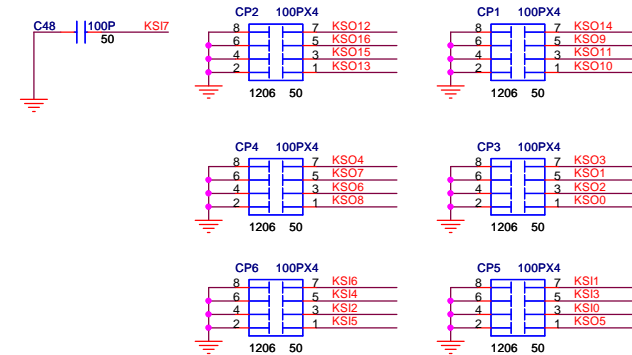 C48 100P KSI7
50
CP2 100PX4
8 7 KSO12
6 5 KSO16
4 3 KSO15
2 1 KSO13
1206 50
CP1 100PX4
8 7 KSO14
6 5 KSO9
4 3 KSO11
2 1 KSO10
1206 50
CP4 100PX4
8 7 KSO4
6 5 KSO7
4 3 KSO6
2 1 KSO8
1206 50
CP3 100PX4
8 7 KSO3
6 5 KSO1
4 3 KSO2
2 1 KSO0
1206 50
CP6 100PX4
8 7 KSI6
6 5 KSI4
4 3 KSI2
2 1 KSI5
1206 50
CP5 100PX4
8 7 KSI1
6 5 KSI3
4 3 KSI0
2 1 KSO5
1206 50